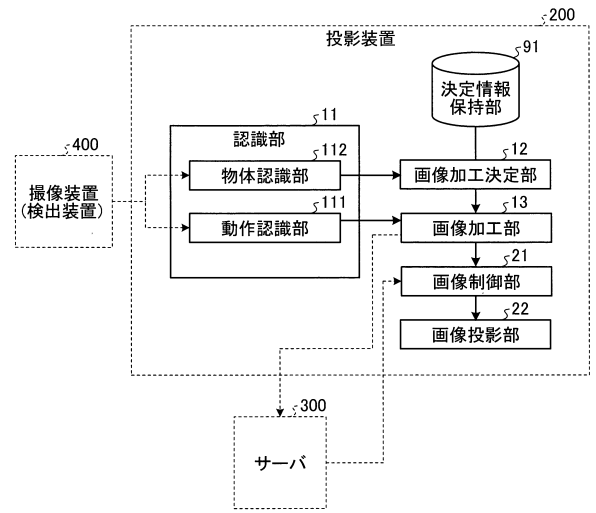 200
投影装置
91
決定情報
保持部
11
認識部
400
撮像装置
(検出装置)
112
物体認識部
12
画像加工決定部
111
動作認識部
13
画像加工部
21
画像制御部
22
画像投影部
300
サーバ